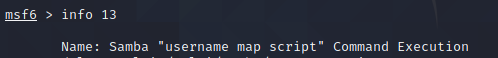 msf6 > info 13
Name: Samba "username map script" Command Execution